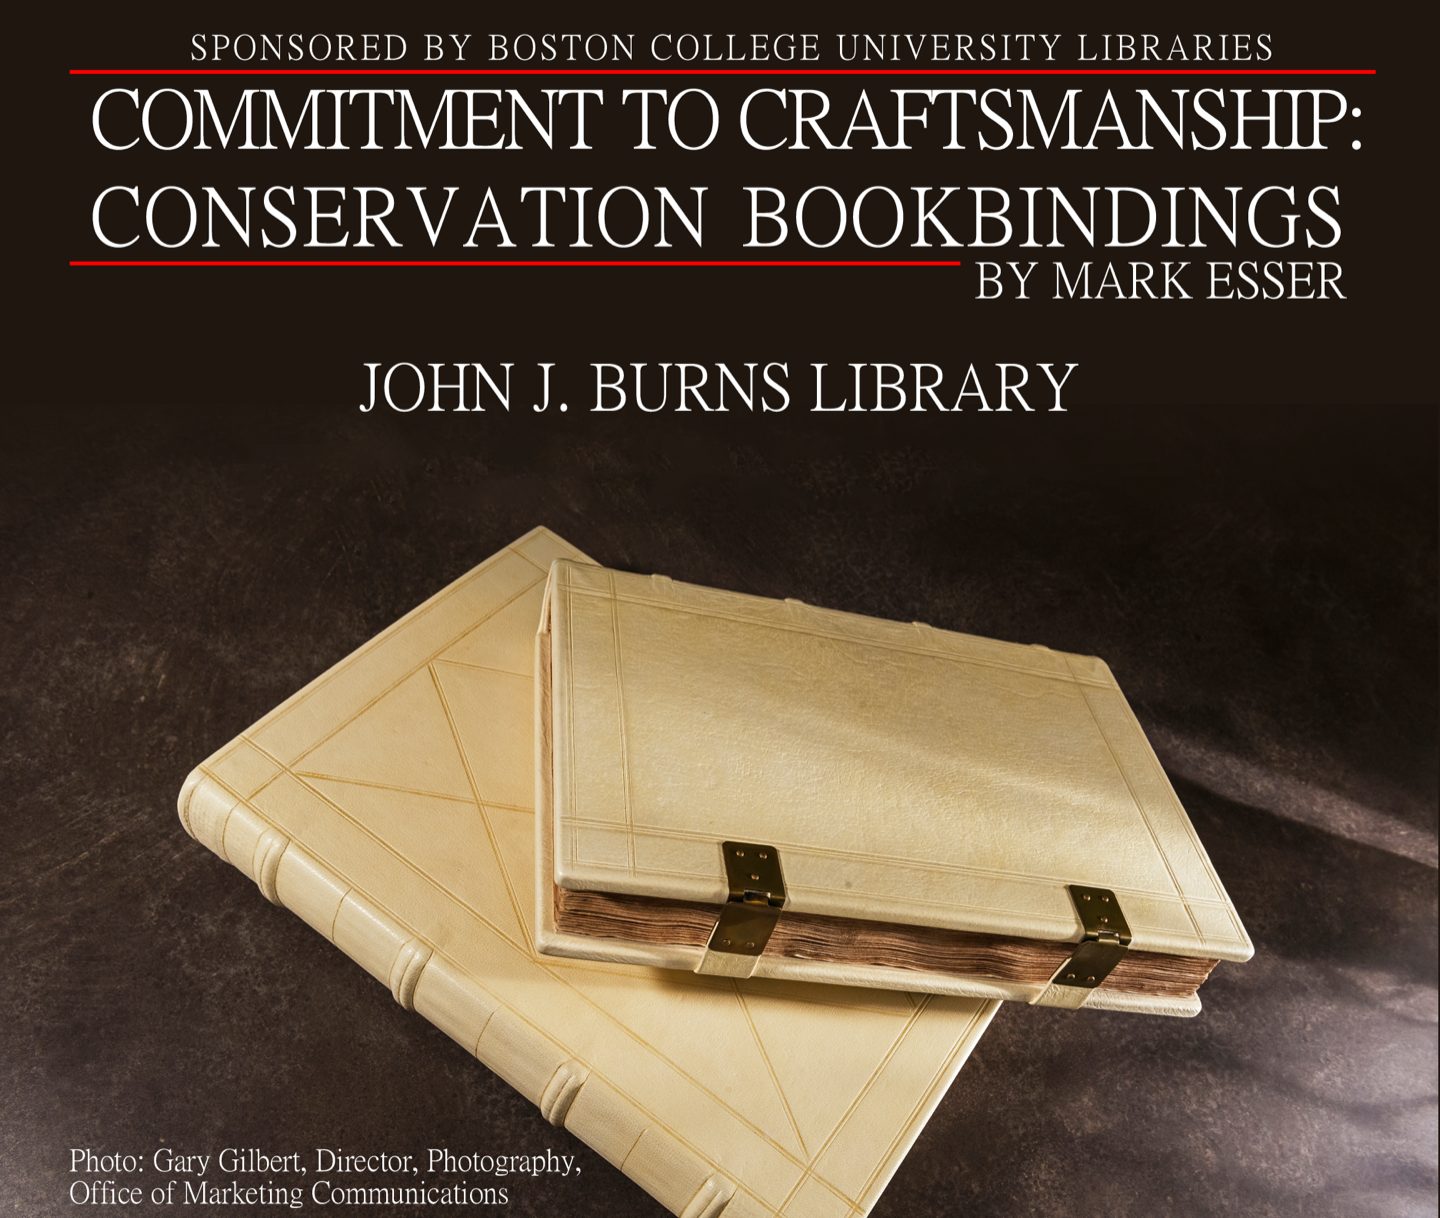 SPONSORED BY BOSTON COLLEGE UNIVERSITY LIBRARIES
COMMITMENT TO CRAFTSMANSHIP:
CONSERVATION BOOKBINDINGS
BY MARK ESSER
JOHN J. BURNS LIBRARY
Photo: Gary Gilbert, Director, Photography,
Office of Marketing Communications